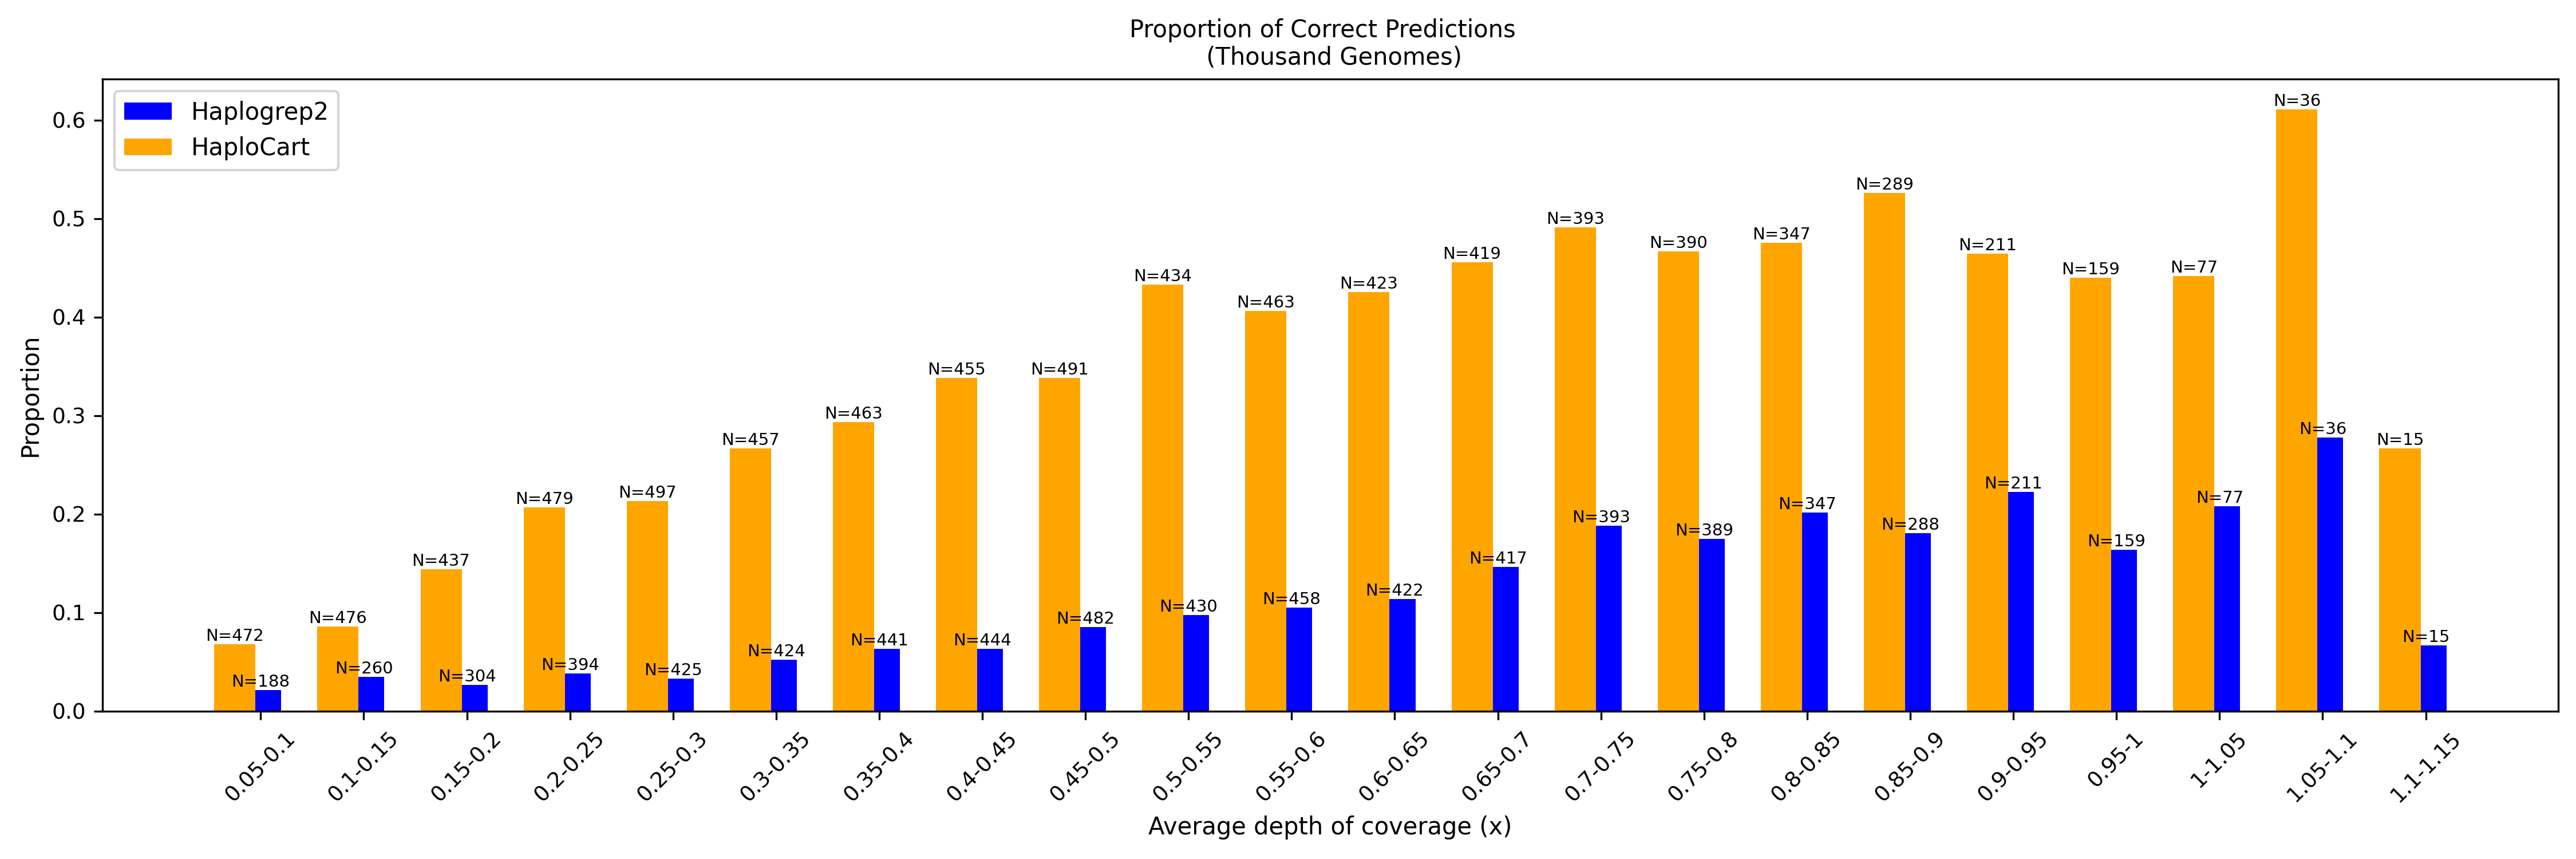 Proportion of Correct Predictions
(Thousand Genomes)
Haplogrep2
HaploCart
Proportion
0.6
0.5
0.4
0.3
0.2
0.1
0.0
N=472
N=188
N=476
N=260
N=437
N=304
N=479
N=394
N=497
N=425
N=457
N=424
N=463
N=441
N=455
N=444
N=491
N=482
N=434
N=430
N=463
N=458
N=423
N=422
N=419
N=417
N=393
N=393
N=390
N=389
N=347
N=347
N=289
N=288
N=211
N=211
N=159
N=159
N=77
N=77
N=36
N=36
N=15
N=15
0.05-0.1
0.1-0.15
0.15-0.2
0.2-0.25
0.25-0.3
0.3-0.35
0.35-0.4
0.4-0.45
0.45-0.5
0.5-0.55
0.55-0.6
0.6-0.65
0.65-0.7
0.7-0.75
0.75-0.8
0.8-0.85
0.85-0.9
0.9-0.95
0.95-1
1-1.05
1.05-1.1
1.1-1.15
Average depth of coverage (x)